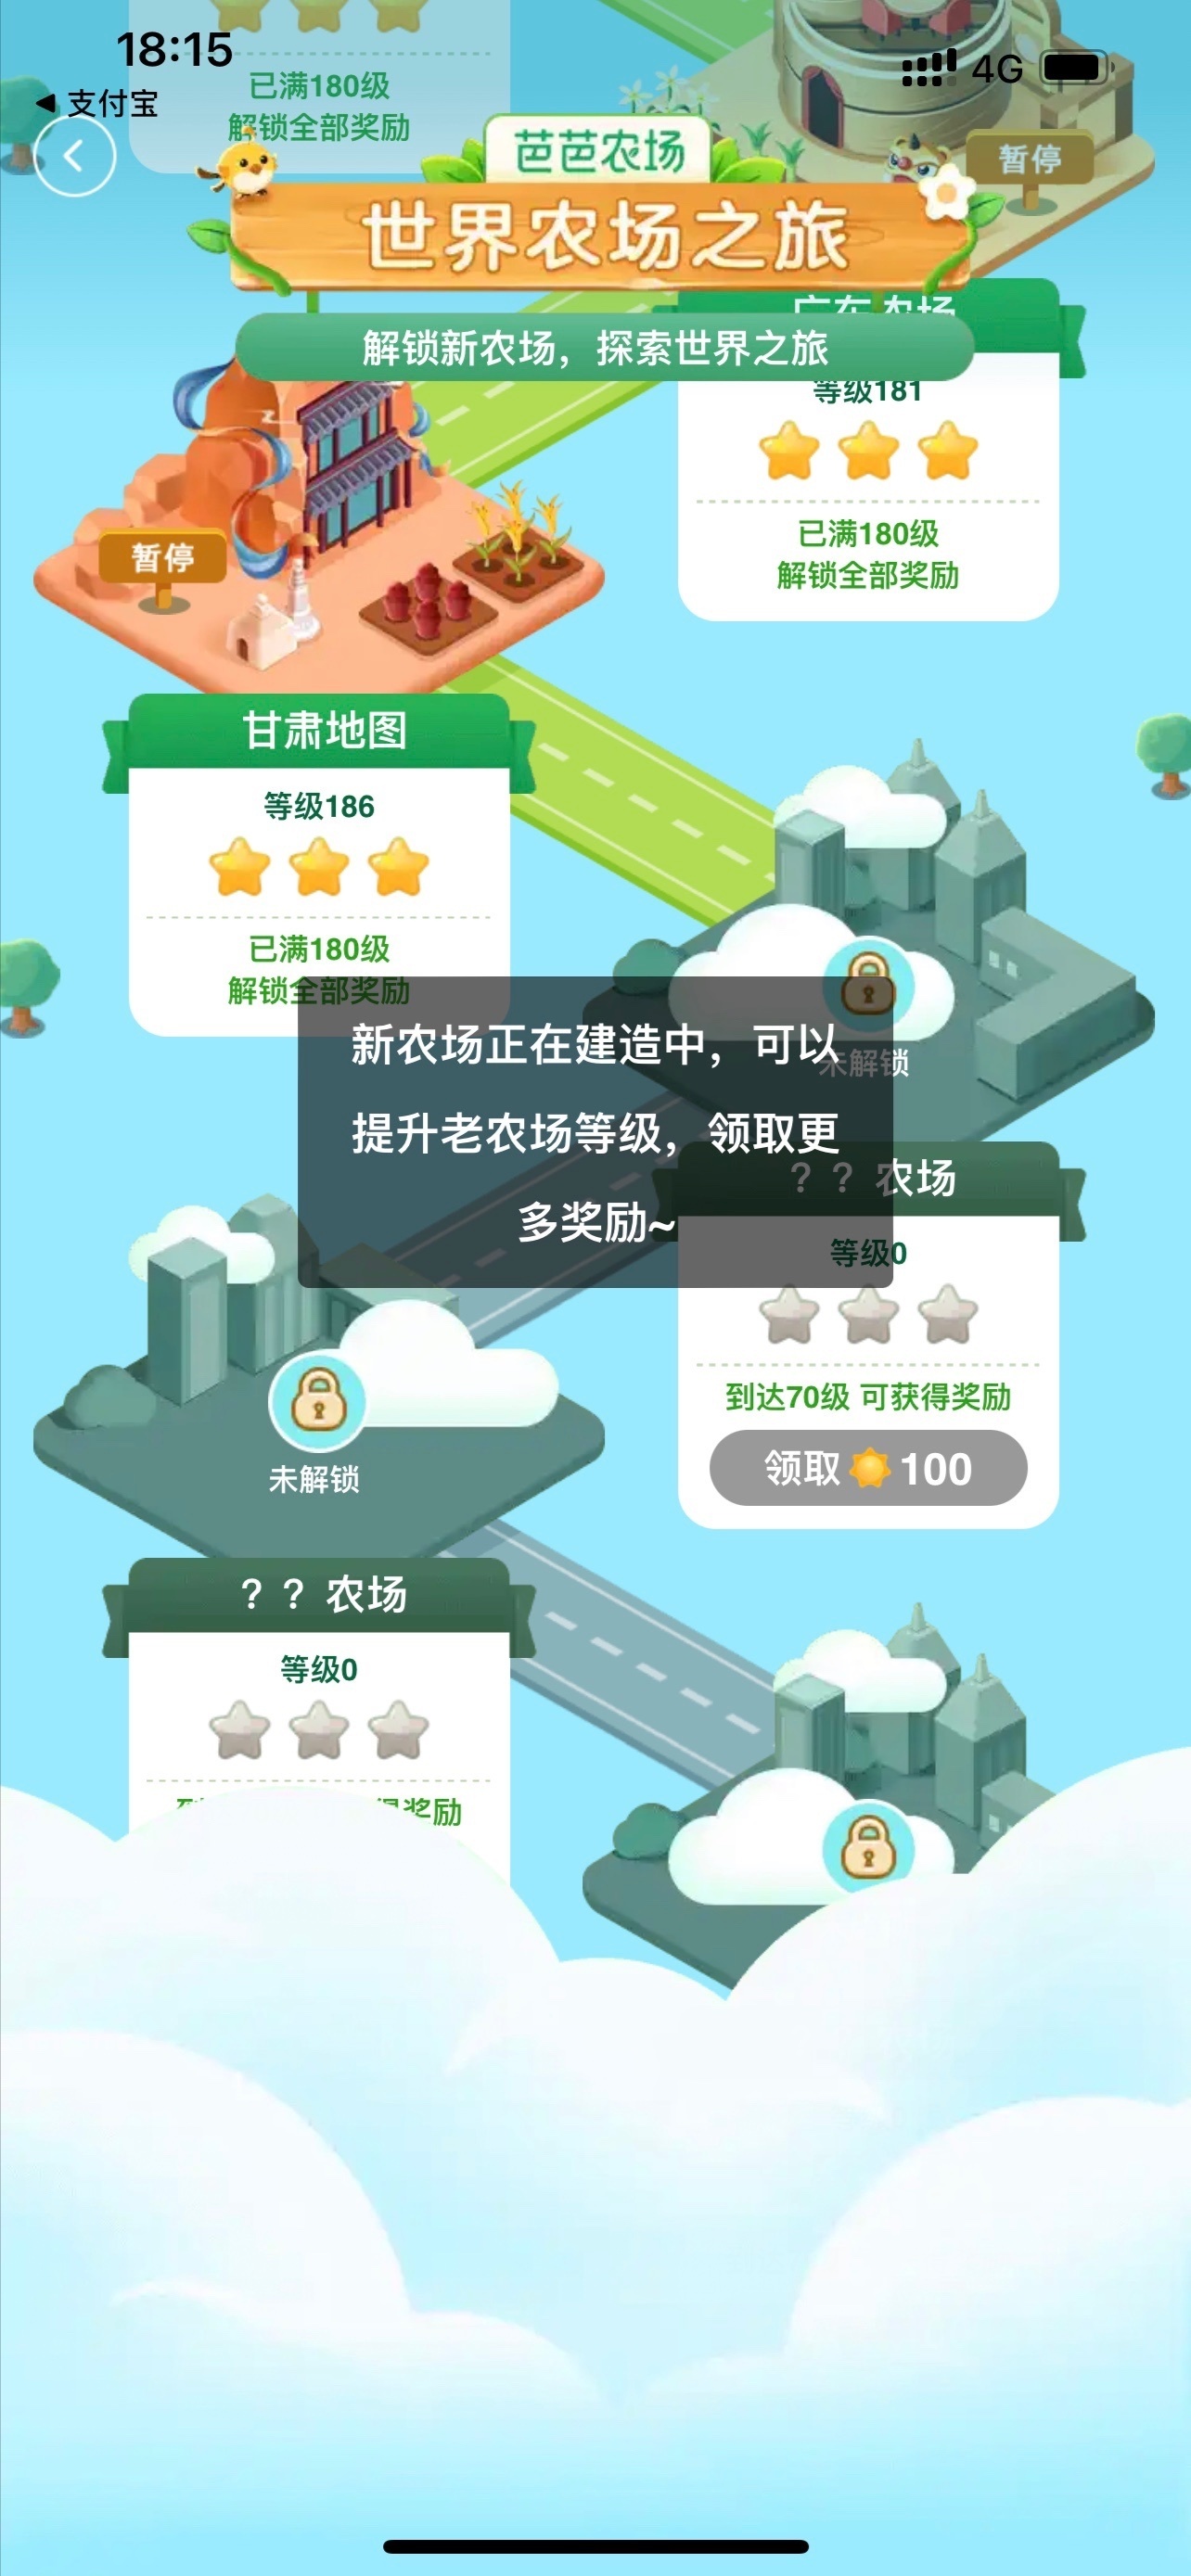 18:15
4G
◀ 支付宝
已满180级
解锁全部奖励
芭芭农场
暂停
世界农场之旅
广东农场
解锁新农场，探索世界之旅
等级181
已满180级
解锁全部奖励
暂停
甘肃地图
等级186
已满180级
解锁全部奖励
新农场正在建造中，可以
提升老农场等级，领取更
多奖励~
未解锁
？？农场
等级0
到达70级 可获得奖励
领取 100
未解锁
？？农场
等级0
奖励